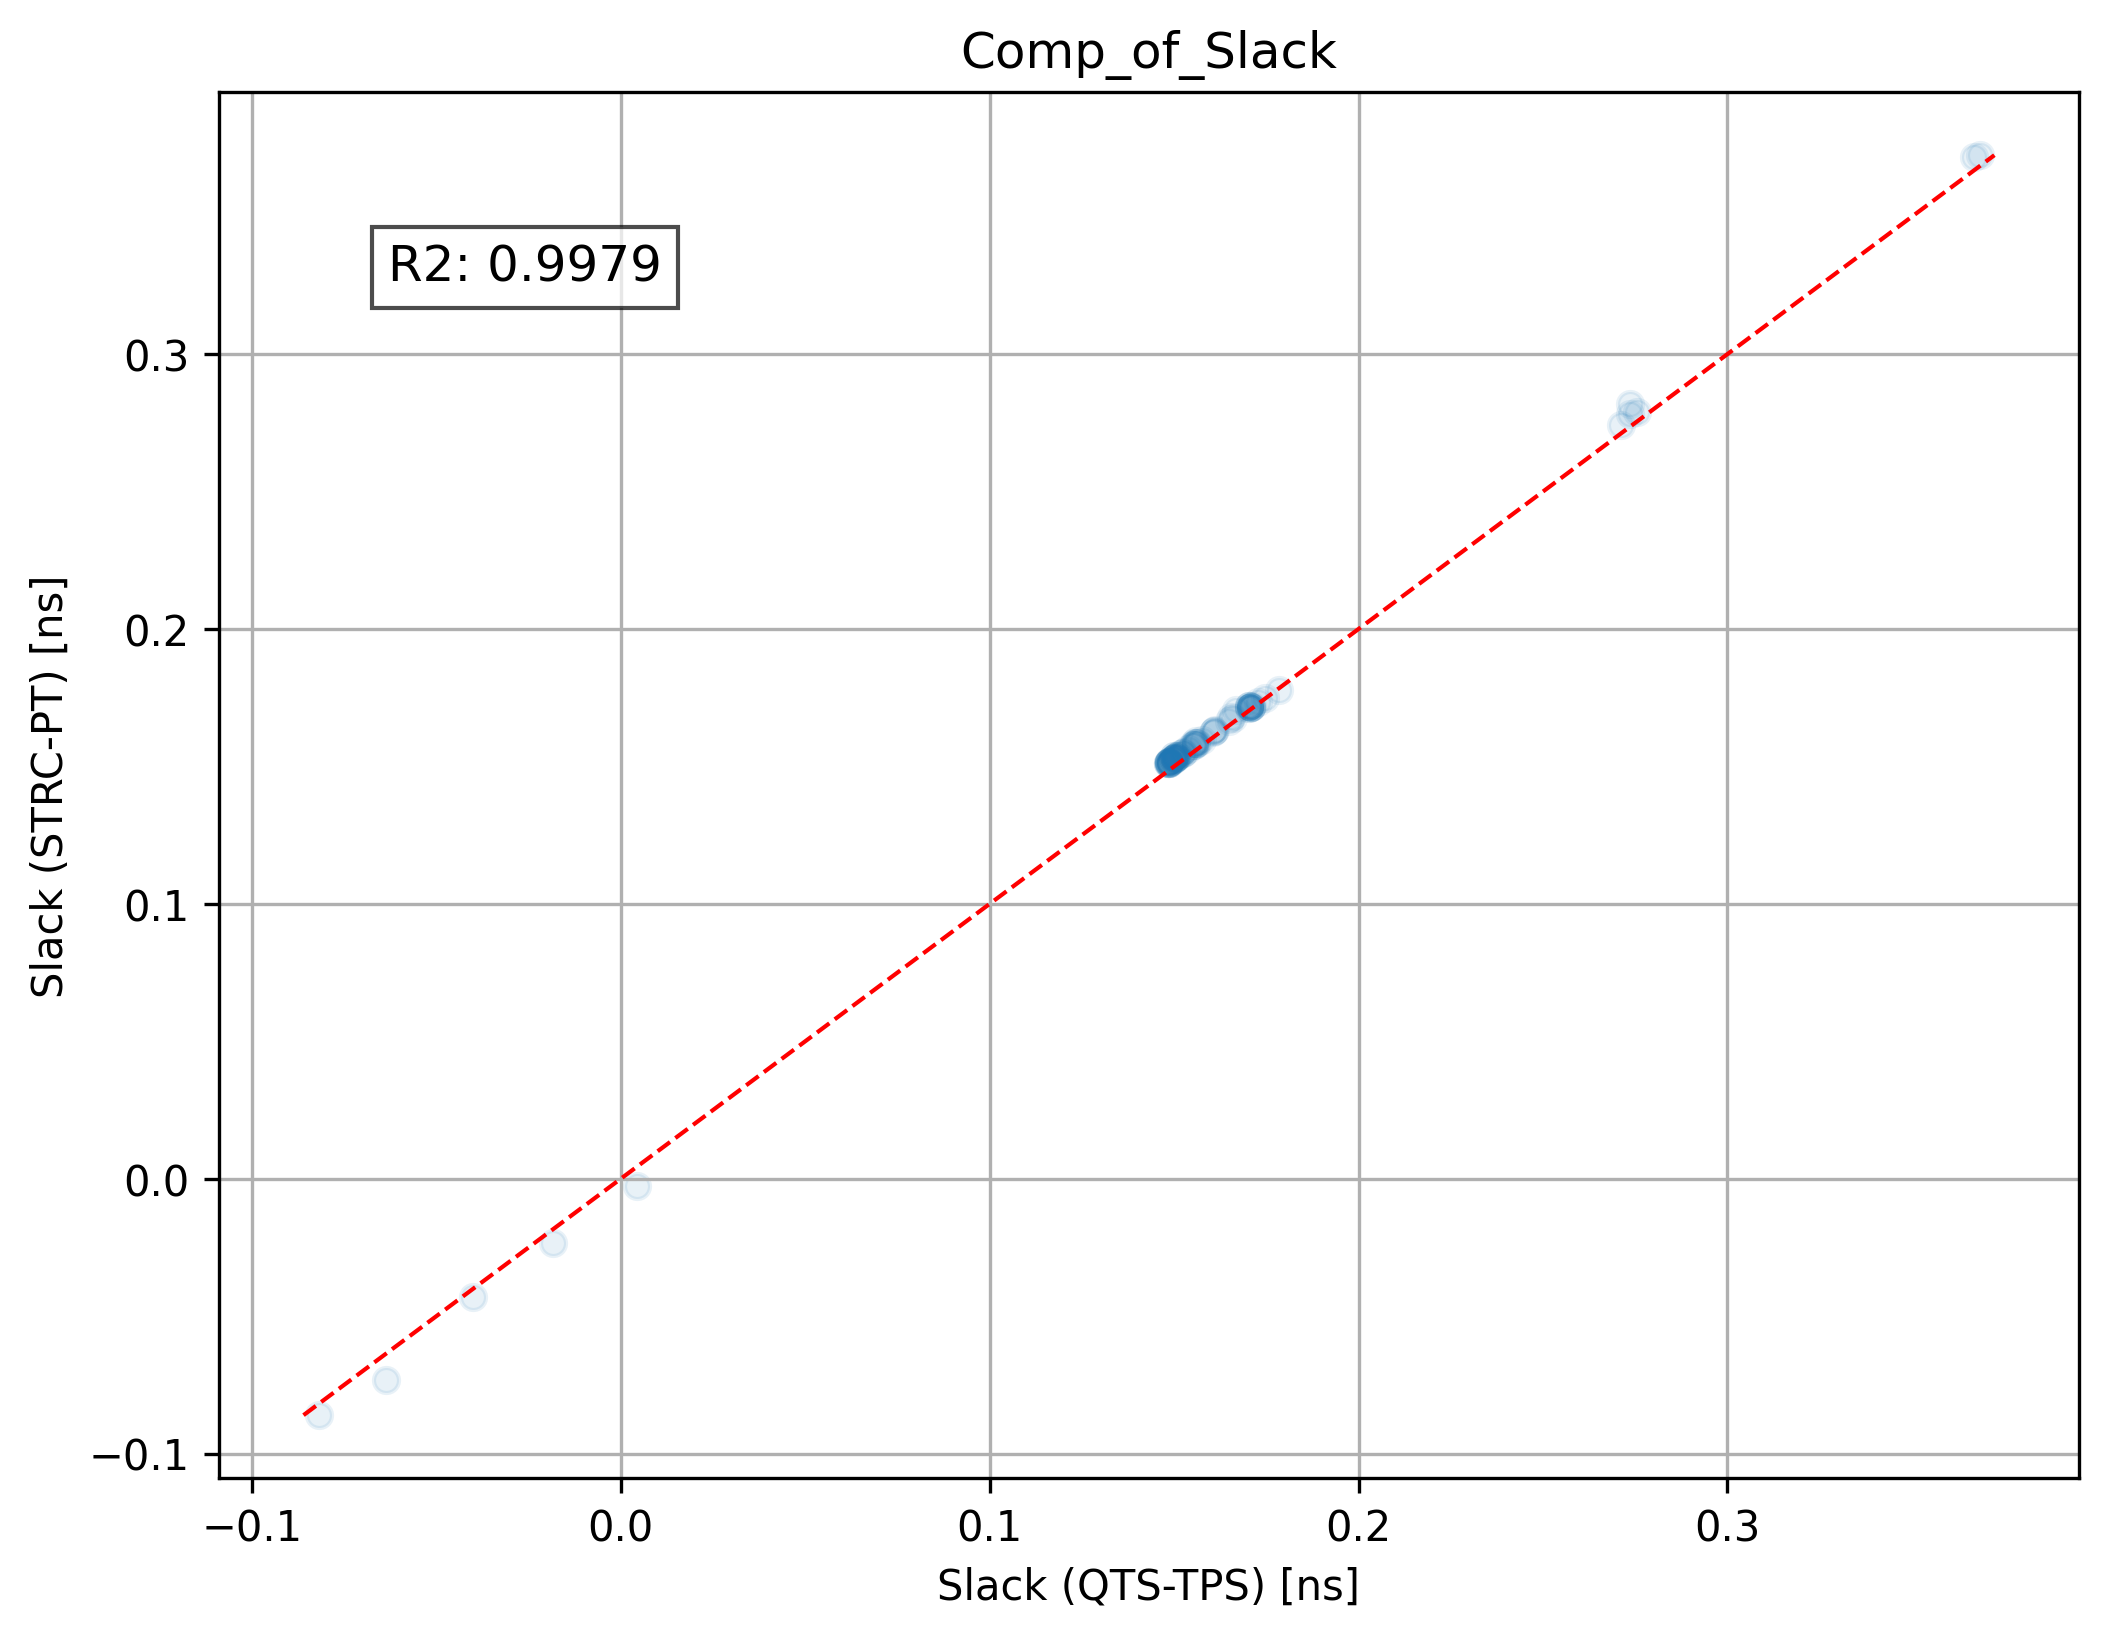 Comp_of_Slack
R2: 0.9979
Slack (STRC-PT) [ns]
0.3
0.2
0.1
0.0
−0.1
−0.1 0.0 0.1 0.2 0.3
Slack (QTS-TPS) [ns]